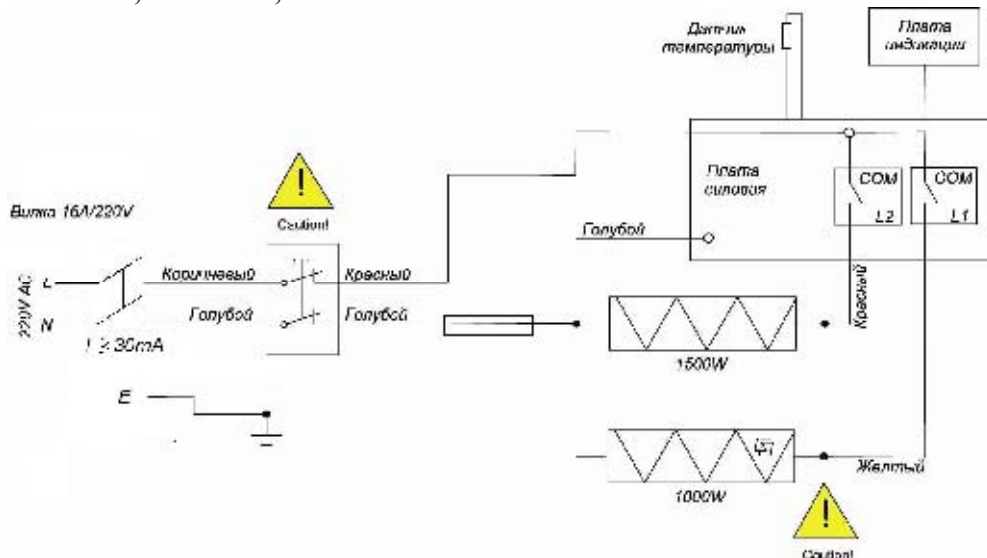 Датчик
температуры
Плата
индикации
Плата
силовая
COM
L2
COM
L1
Вилка 16A/220V
Caution!
Голубой
220V AC
L
Коричневый
Красный
N
Голубой
Голубой
I ≥ 30mA
Красный
1500W
E
1000W
Желтый
Caution!